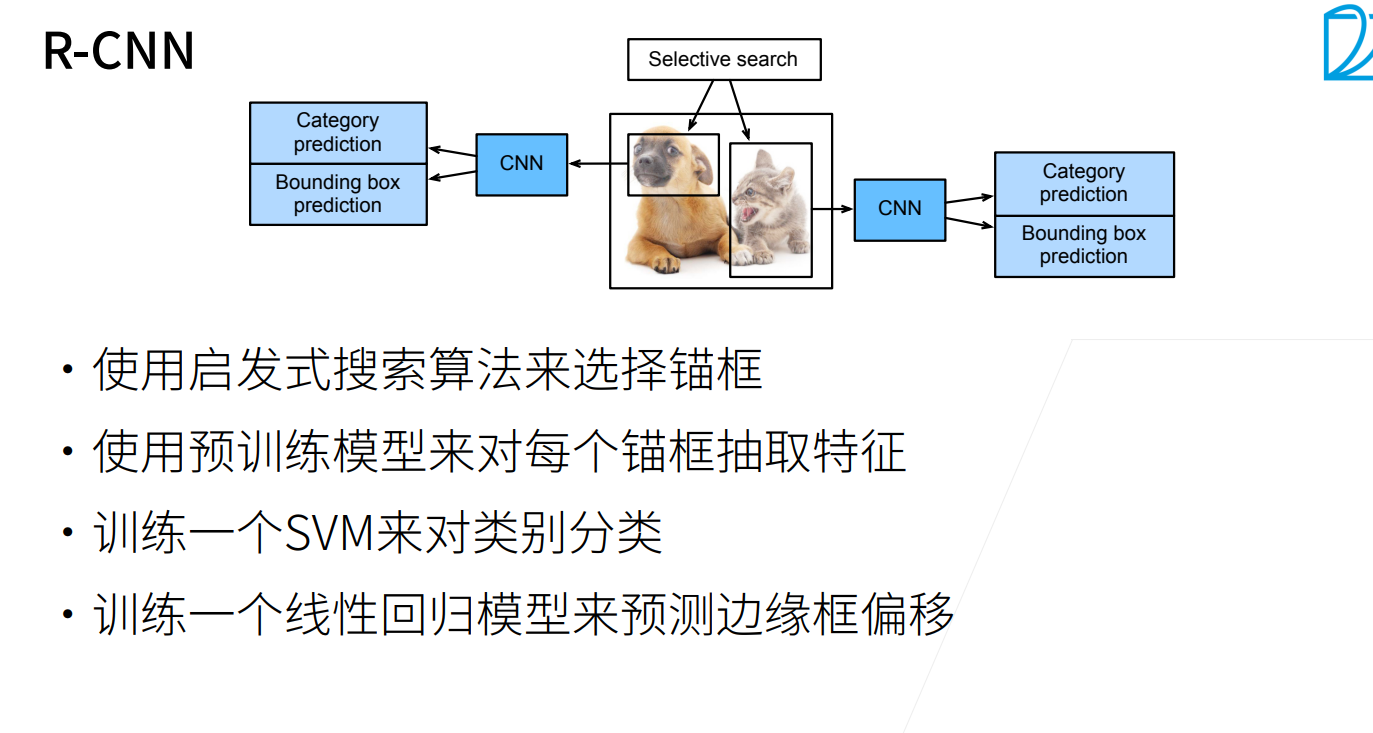 R-CNN
Selective search
Category
prediction
Bounding box
prediction
CNN
CNN
Category
prediction
Bounding box
prediction
• 使用启发式搜索算法来选择锚框
• 使用预训练模型来对每个锚框抽取特征
• 训练一个SVM来对类别分类
• 训练一个线性回归模型来预测边缘框偏移